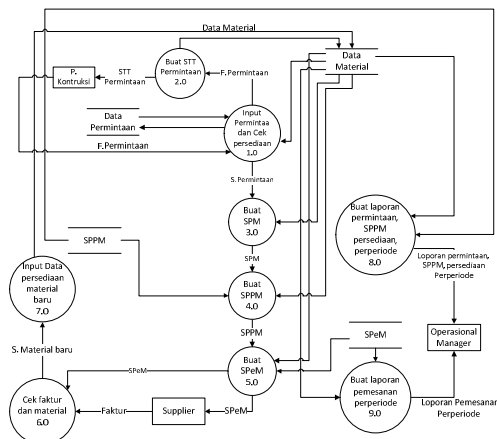 Data Material
Buat STT
Permintaan
2.0
P.
Kontruksi
STT
Permintaan
F.Permintaan
Data
Material
Data
Permintaan
Input
Permintaa
dan Cek
persediaan
1.0
F.Permintaan
S. Permintaan
Buat
SPM
3.0
Buat laporan
permintaan,
SPPM
persediaan,
perperiode
8.0
SPPM
SPM
Loporan permintaan,
SPPM, persediaan
Perperiode
Input Data
persediaan
material
baru
7.0
Buat
SPPM
4.0
SPPM
SPeM
Operasional
Manager
S. Material baru
Buat
SPeM
5.0
SPeM
Buat laporan
pemesanan
perperiode
9.0
Cek faktur
dan material
6.0
Faktur
Supplier
SPeM
Loporan Pemesanan
Perperiode